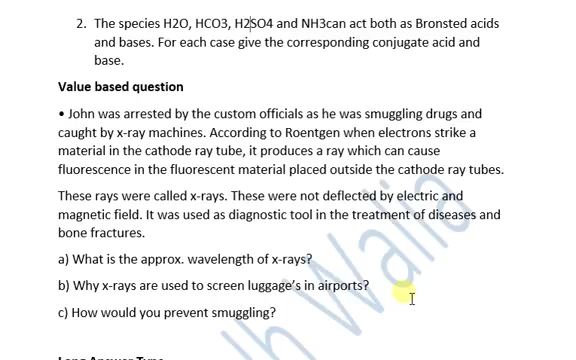 2. The species H2O, HCO3, H2SO4 and NH3can act both as Bronsted acids
and bases. For each case give the corresponding conjugate acid and
base.
Value based question
• John was arrested by the custom officials as he was smuggling drugs and
caught by x-ray machines. According to Roentgen when electrons strike a
material in the cathode ray tube, it produces a ray which can cause
fluorescence in the fluorescent material placed outside the cathode ray tubes.
These rays were called x-rays. These were not deflected by electric and
magnetic field. It was used as diagnostic tool in the treatment of diseases and
bone fractures.
a) What is the approx. wavelength of x-rays?
b) Why x-rays are used to screen luggage's in airports?
c) How would you prevent smuggling?
Long Answer Type
Walia